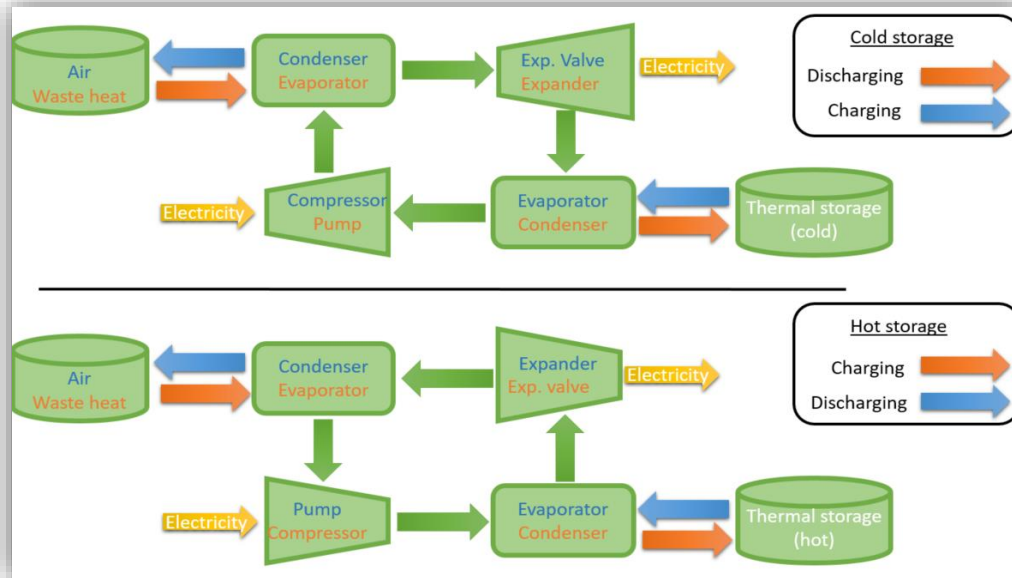 Air
Waste heat
Condenser
Evaporator
Exp. Valve
Expander
Electricity
Cold storage
Discharging
Charging
Electricity
Compressor
Pump
Evaporator
Condenser
Thermal storage
(cold)
Air
Waste heat
Condenser
Evaporator
Expander
Exp. valve
Electricity
Hot storage
Charging
Discharging
Electricity
Pump
Compressor
Evaporator
Condenser
Thermal storage
(hot)